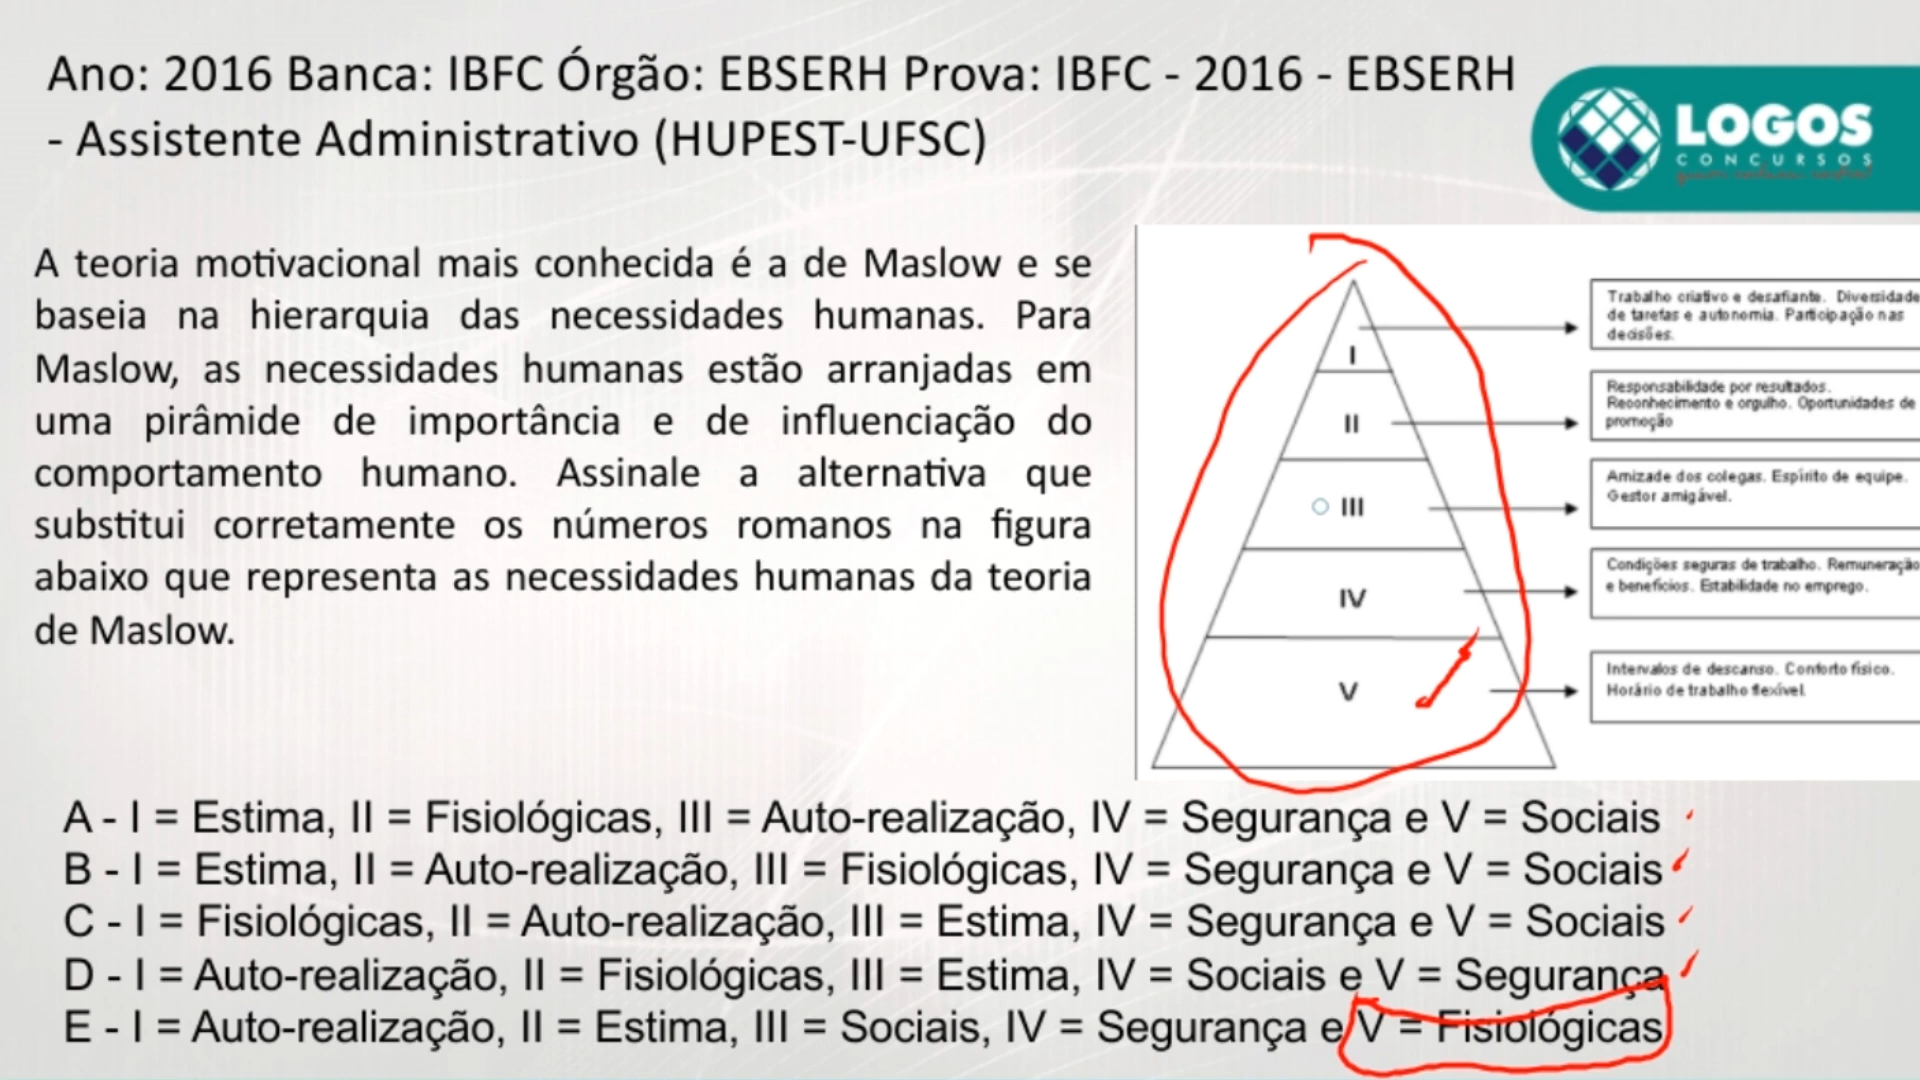 Ano: 2016 Banca: IBFC Órgão: EBSERH Prova: IBFC - 2016 - EBSERH
- Assistente Administrativo (HUPEST-UFSC)
LOGOS
CONCURSOS
A teoria motivacional mais conhecida é a de Maslow e se
baseia na hierarquia das necessidades humanas. Para
Maslow, as necessidades humanas estão arranjadas em
uma pirâmide de importância e de influenciação do
comportamento humano. Assinale a alternativa que
substitui corretamente os números romanos na figura
abaixo que representa as necessidades humanas da teoria
de Maslow.
I
II
III
IV
V
Trabalho criativo e desafiante. Diversidade
de tarefas e autonomia. Participação nas
decisões.
Responsabilidade por resultados.
Reconhecimento e orgulho. Oportunidades de
promoção
Amizade dos colegas. Espírito de equipe.
Gestor amigável.
Condições seguras de trabalho. Remuneração
e benefícios. Estabilidade no emprego.
Intervalos de descanso. Conforto físico.
Horário de trabalho flexível.
A - I = Estima, II = Fisiológicas, III = Auto-realização, IV = Segurança e V = Sociais
B - I = Estima, II = Auto-realização, III = Fisiológicas, IV = Segurança e V = Sociais
C - I = Fisiológicas, II = Auto-realização, III = Estima, IV = Segurança e V = Sociais
D - I = Auto-realização, II = Fisiológicas, III = Estima, IV = Sociais e V = Segurança
E - I = Auto-realização, II = Estima, III = Sociais, IV = Segurança e V = Fisiológicas